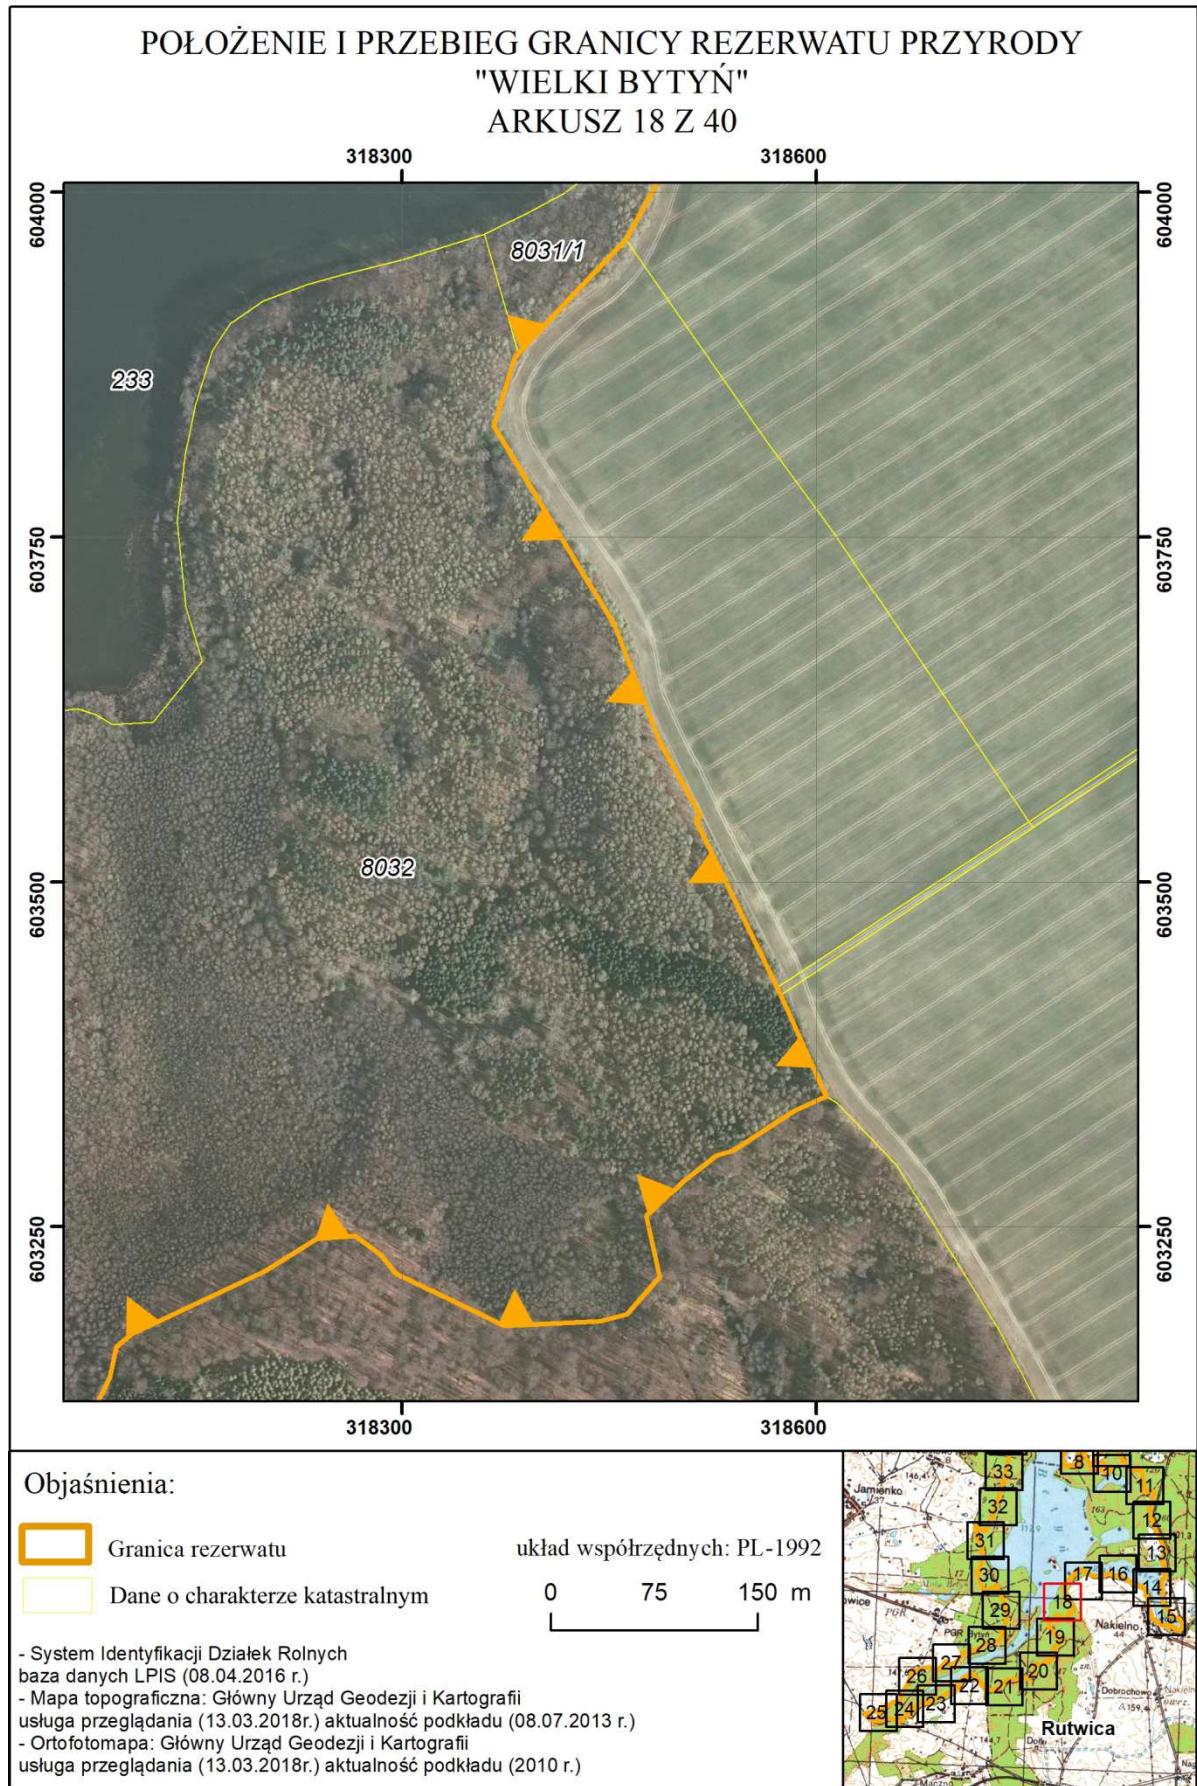 POŁOŻENIE I PRZEBIEG GRANICY REZERWATU PRZYRODY
"WIELKI BYTYŃ"
ARKUSZ 18 Z 40
318300 318600
604000 604000
8031/1
233
603750 603750
8032
603500 603500
603250 603250
318300 318600
Objaśnienia:
Granica rezerwatu
Dane o charakterze katastralnym
układ współrzędnych: PL-1992
0 75 150 m
- System Identyfikacji Działek Rolnych
baza danych LPIS (08.04.2016 r.)
- Mapa topograficzna: Główny Urząd Geodezji i Kartografii
usługa przeglądania (13.03.2018r.) aktualność podkładu (08.07.2013 r.)
- Ortofotomapa: Główny Urząd Geodezji i Kartografii
usługa przeglądania (13.03.2018r.) aktualność podkładu (2010 r.)
33 8 10 11
Jamienko
32 12
31 13
30 17 16 14
29 18 15
PGR
Nakielno
44
28 19
27 20
26 22 21
25 24 23
Dobrochowo
Rutwica
144,7